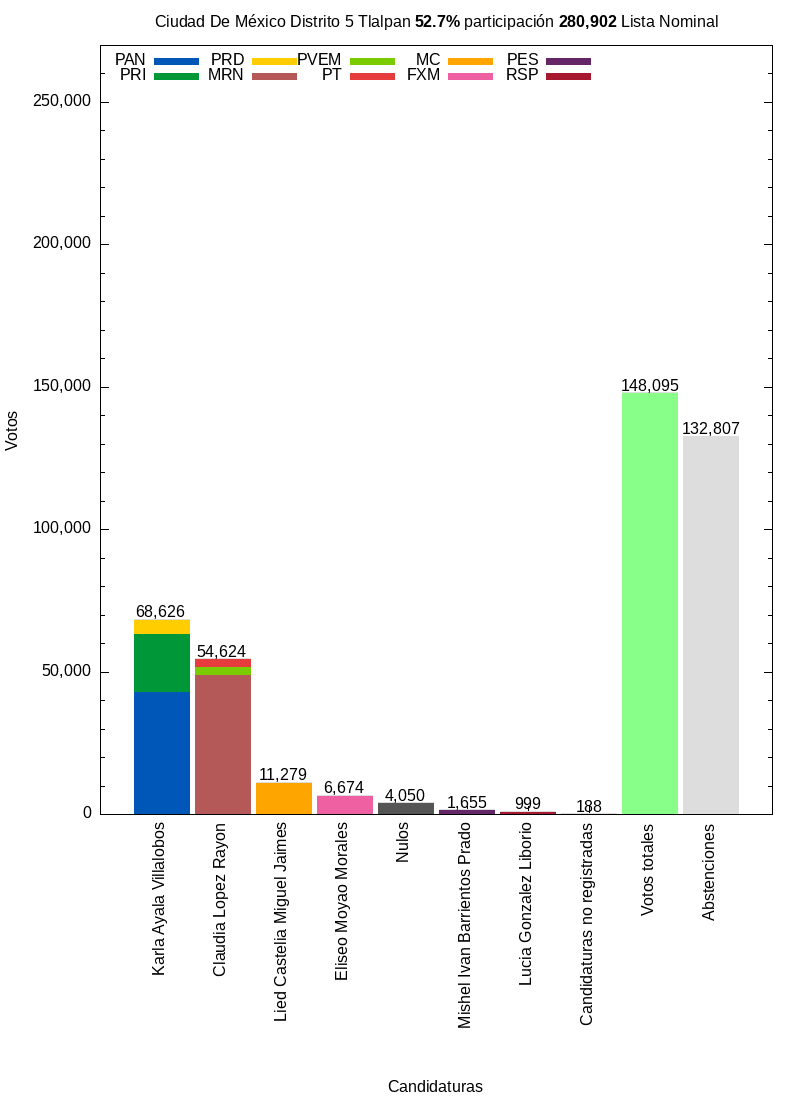 Ciudad De México Distrito 5 Tlalpan 52.7% participación 280,902 Lista Nominal
PAN PRD PVEM MC PES
PRI MRN PT FXM RSP
250,000
200,000
150,000
100,000
50,000
0
Votos
68,626
54,624
11,279
6,674
4,050
1,655
999
188
148,095
132,807
Karla Ayala Villalobos
Claudia Lopez Rayon
Lied Castelia Miguel Jaimes
Eliseo Moyao Morales
Nulos
Mishel Ivan Barrientos Prado
Lucia Gonzalez Liborio
Candidaturas no registradas
Votos totales
Abstenciones
Candidaturas